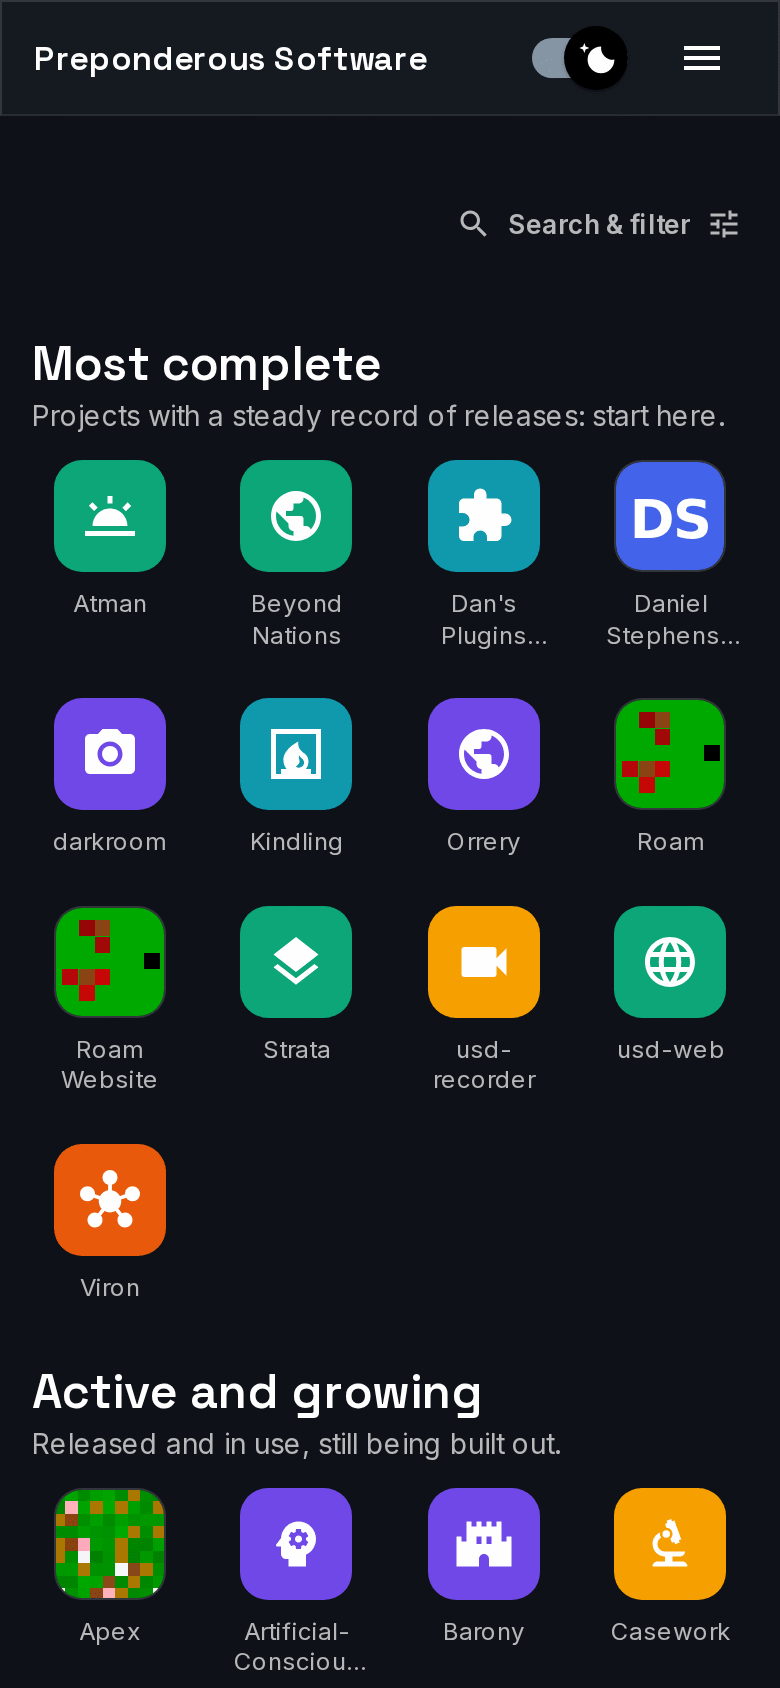 Preponderous Software
Search & filter
Most complete
Projects with a steady record of releases: start here.
DS
Atman
Beyond
Nations
Dan's
Plugins...
Daniel
Stephens...
darkroom
Kindling
Orrery
Roam
Roam
Website
Strata
usd-
recorder
usd-web
Viron
Active and growing
Released and in use, still being built out.
Apex
Artificial-
Consciou...
Barony
Casework